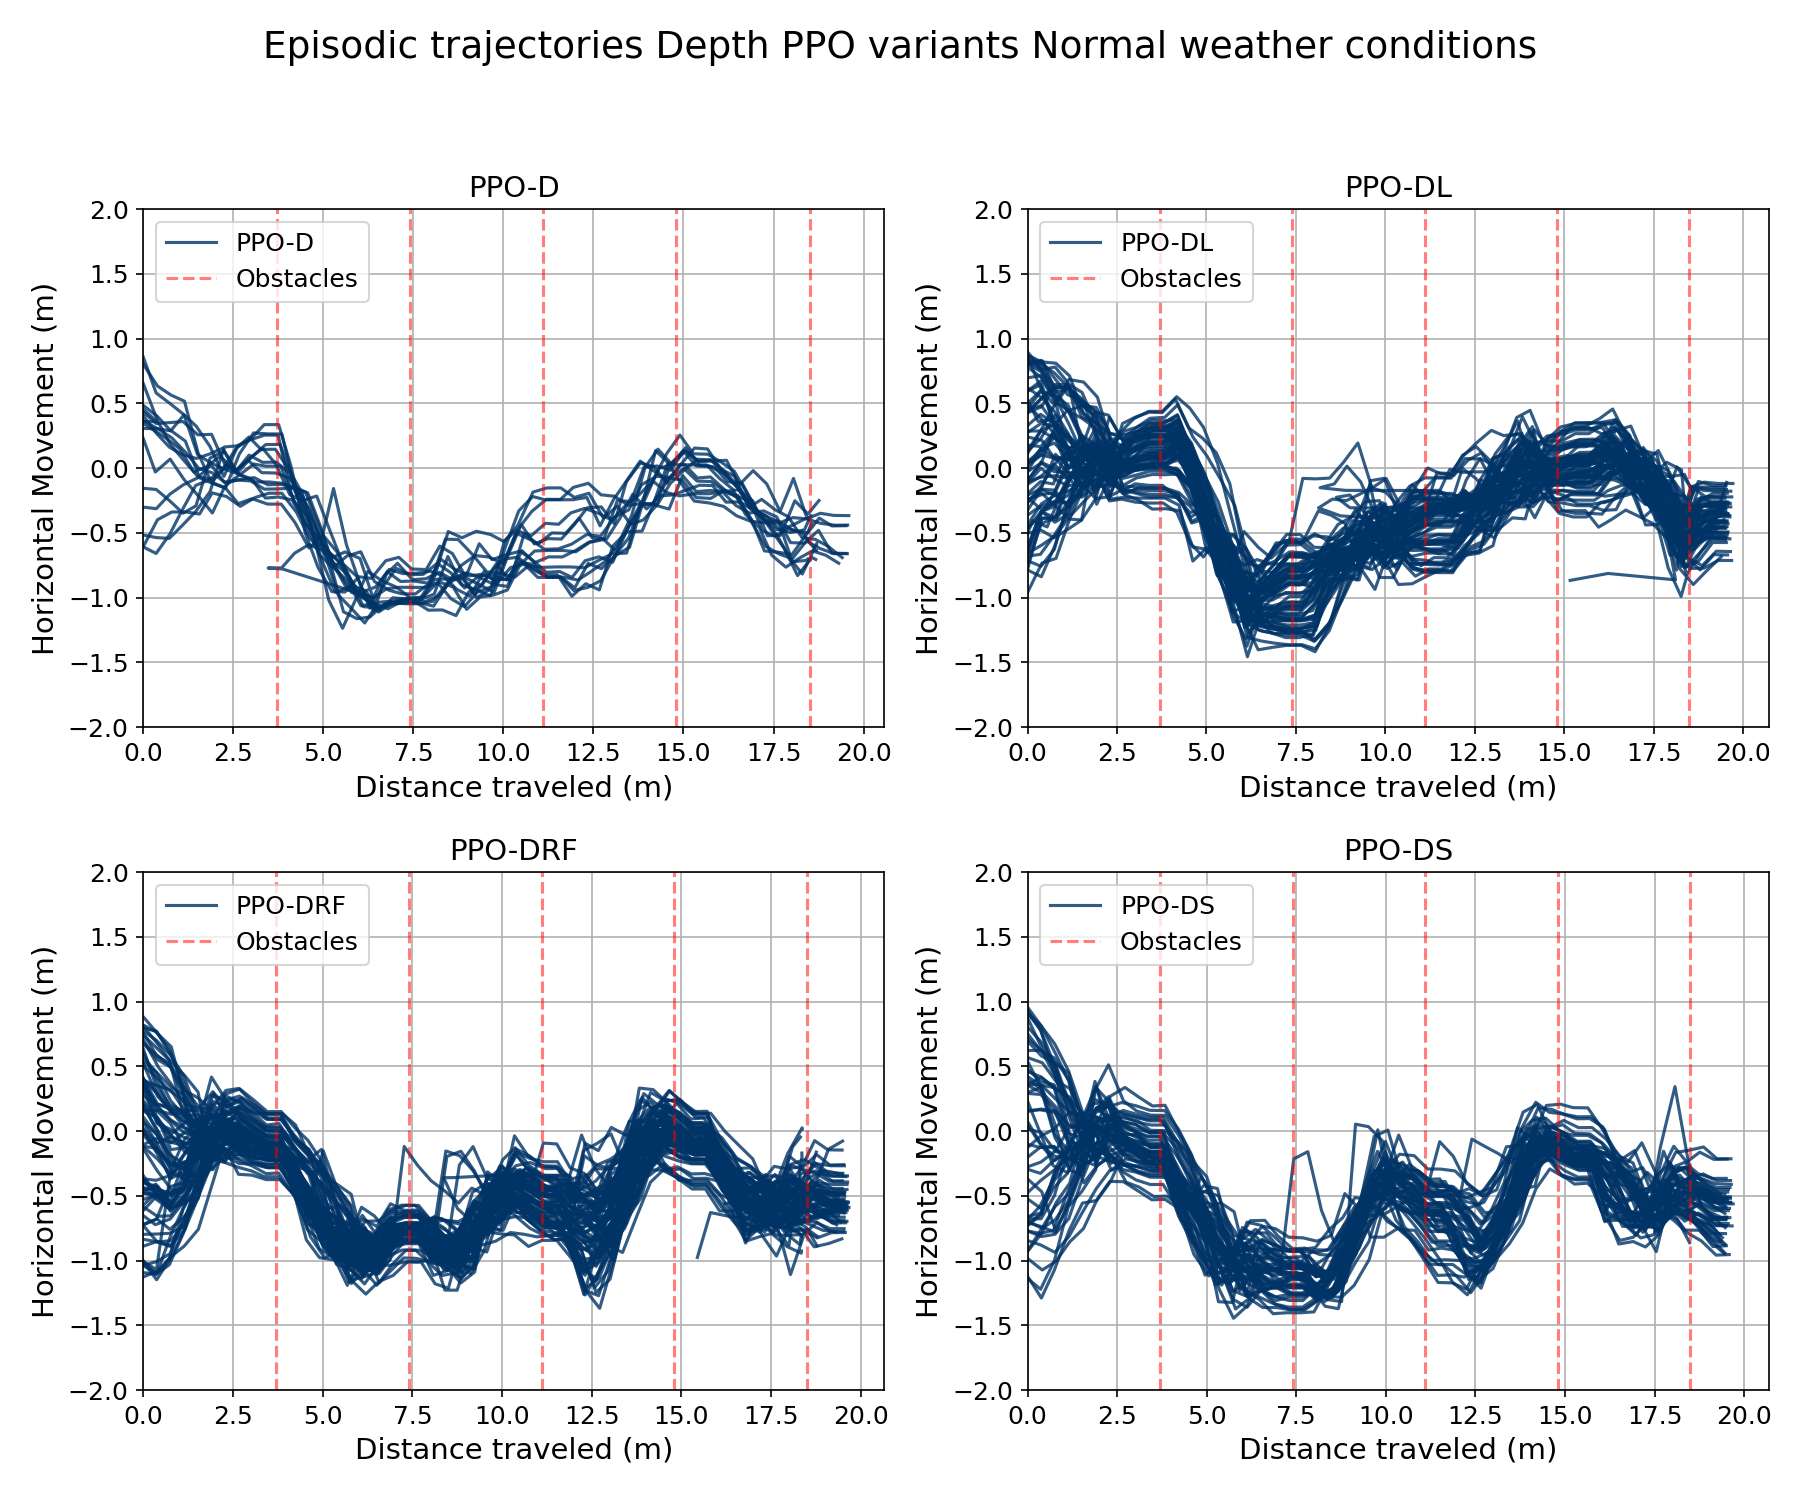 Episodic trajectories Depth PPO variants Normal weather conditions
PPO-D
PPO-D
Obstacles
Horizontal Movement (m)
2.0
1.5
1.0
0.5
0.0
−0.5
−1.0
−1.5
−2.0
0.0 2.5 5.0 7.5 10.0 12.5 15.0 17.5 20.0
Distance traveled (m)
PPO-DL
PPO-DL
Obstacles
Horizontal Movement (m)
2.0
1.5
1.0
0.5
0.0
−0.5
−1.0
−1.5
−2.0
0.0 2.5 5.0 7.5 10.0 12.5 15.0 17.5 20.0
Distance traveled (m)
PPO-DRF
PPO-DRF
Obstacles
Horizontal Movement (m)
2.0
1.5
1.0
0.5
0.0
−0.5
−1.0
−1.5
−2.0
0.0 2.5 5.0 7.5 10.0 12.5 15.0 17.5 20.0
Distance traveled (m)
PPO-DS
PPO-DS
Obstacles
Horizontal Movement (m)
2.0
1.5
1.0
0.5
0.0
−0.5
−1.0
−1.5
−2.0
0.0 2.5 5.0 7.5 10.0 12.5 15.0 17.5 20.0
Distance traveled (m)